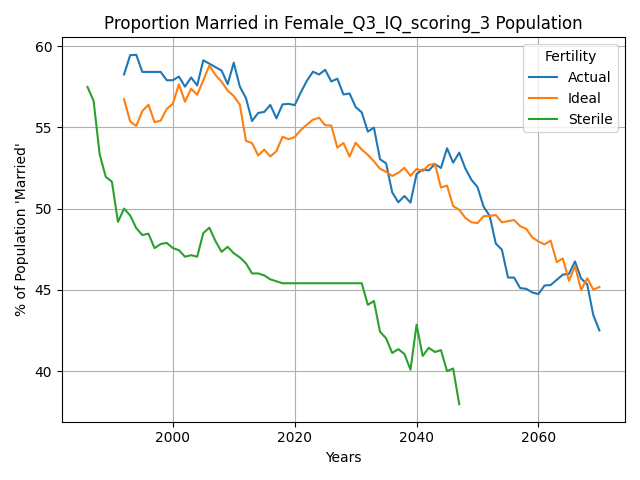 Proportion Married in Female_Q3_IQ_scoring_3 Population
% of Population 'Married'
60
55
50
45
40
Fertility
Actual
Ideal
Sterile
2000
2020
2040
2060
Years